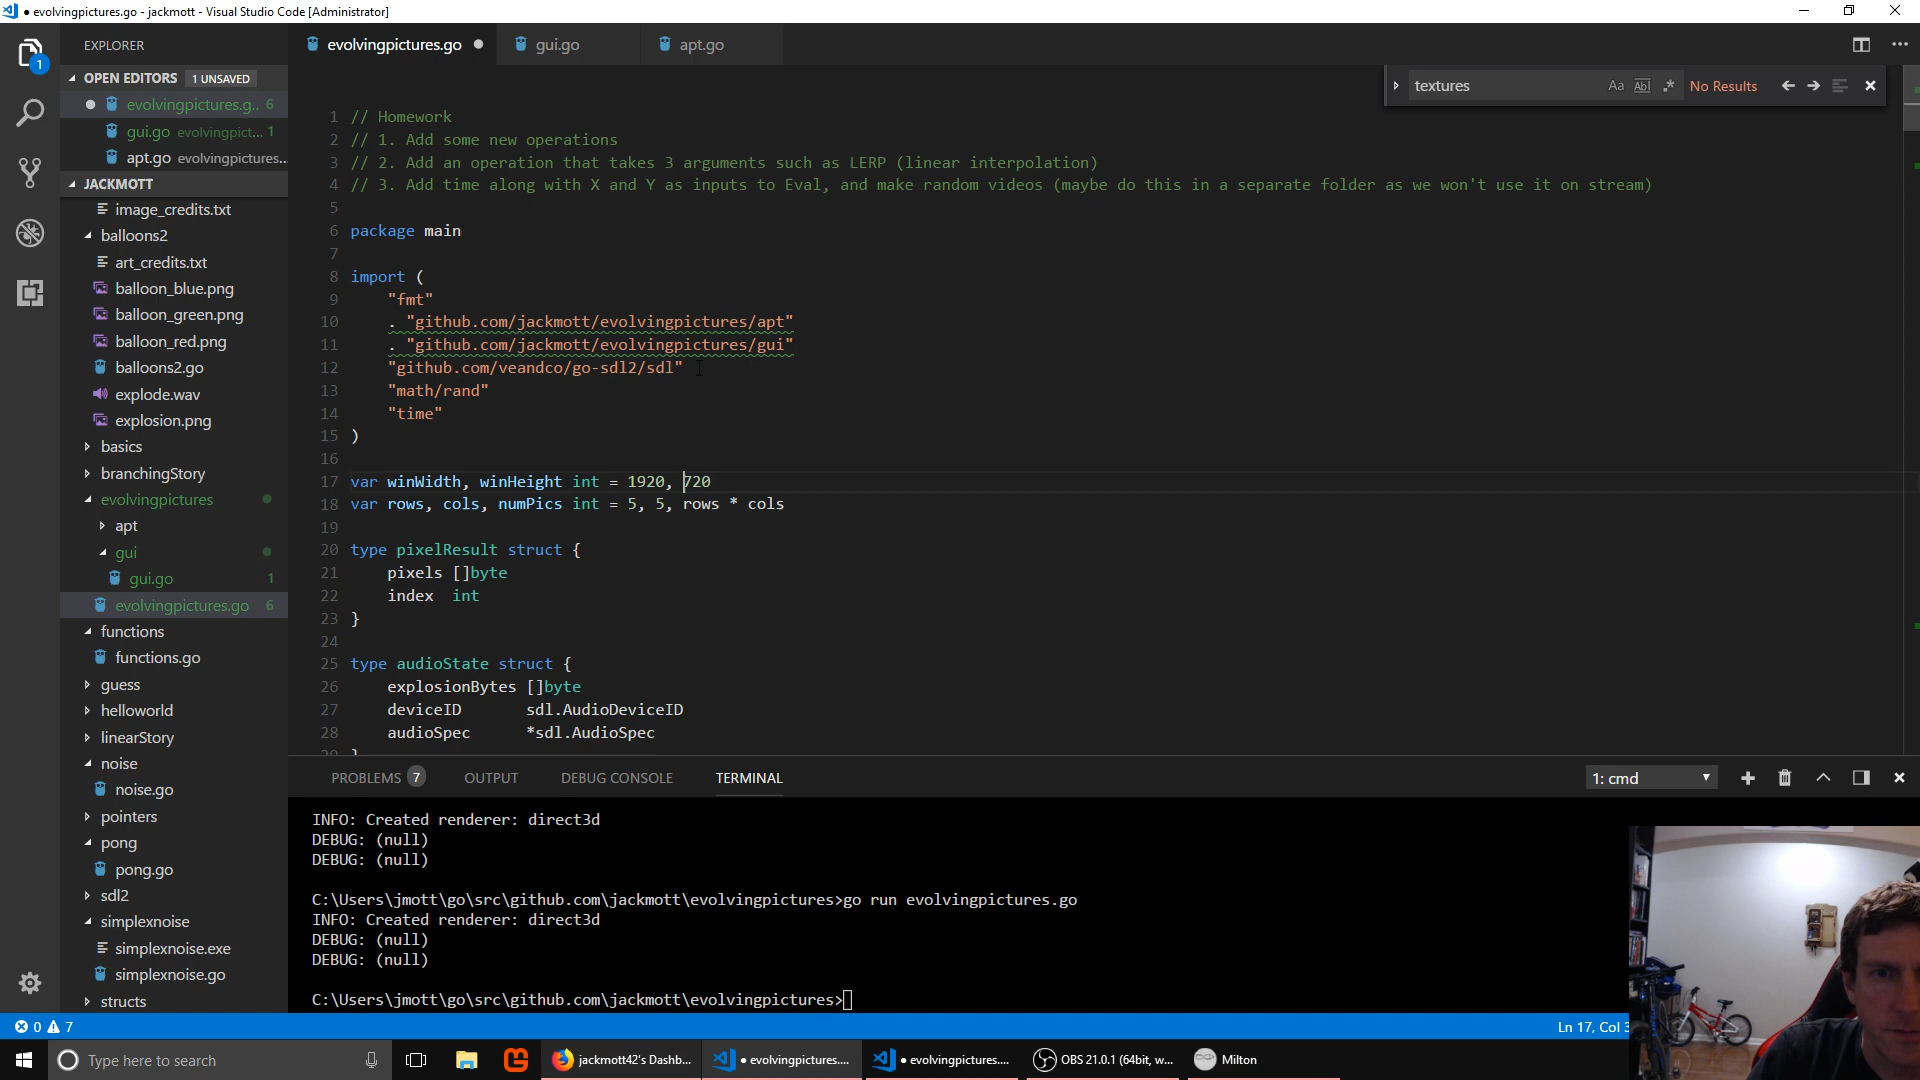 ● evolvingpictures.go - jackmott - Visual Studio Code [Administrator]
EXPLORER
OPEN EDITORS 1 UNSAVED
evolvingpictures.g.. 6
gui.go evolvingpict... 1
apt.go evolvingpictures...
JACKMOTT
image_credits.txt
balloons2
art_credits.txt
balloon_blue.png
balloon_green.png
balloon_red.png
balloons2.go
explode.wav
explosion.png
basics
branchingStory
evolvingpictures
apt
gui
gui.go 1
evolvingpictures.go 6
functions
functions.go
guess
helloworld
linearStory
noise
noise.go
pointers
pong
pong.go
sdl2
simplexnoise
simplexnoise.exe
simplexnoise.go
structs
1
evolvingpictures.go ●
gui.go
apt.go
textures Aa Abl .* No Results
1 // Homework
2 // 1. Add some new operations
3 // 2. Add an operation that takes 3 arguments such as LERP (linear interpolation)
4 // 3. Add time along with X and Y as inputs to Eval, and make random videos (maybe do this in a separate folder as we won't use it on stream)
5
6 package main
7
8 import (
9 "fmt"
10 . "github.com/jackmott/evolvingpictures/apt"
11 . "github.com/jackmott/evolvingpictures/gui"
12 "github.com/veandco/go-sdl2/sdl"
13 "math/rand"
14 "time"
15 )
16
17 var winWidth, winHeight int = 1920, 720
18 var rows, cols, numPics int = 5, 5, rows * cols
19
20 type pixelResult struct {
21 pixels []byte
22 index int
23 }
24
25 type audioState struct {
26 explosionBytes []byte
27 deviceID sdl.AudioDeviceID
28 audioSpec *sdl.AudioSpec
29 }
PROBLEMS 7 OUTPUT DEBUG CONSOLE TERMINAL
1: cmd
INFO: Created renderer: direct3d
DEBUG: (null)
DEBUG: (null)
C:\Users\jmott\go\src\github.com\jackmott\evolvingpictures>go run evolvingpictures.go
INFO: Created renderer: direct3d
DEBUG: (null)
DEBUG: (null)
C:\Users\jmott\go\src\github.com\jackmott\evolvingpictures>
0 7
Ln 17, Col 3
Type here to search
jackmott42's Dashb...
● evolvingpictures....
● evolvingpictures....
OBS 21.0.1 (64bit, w...
Milton